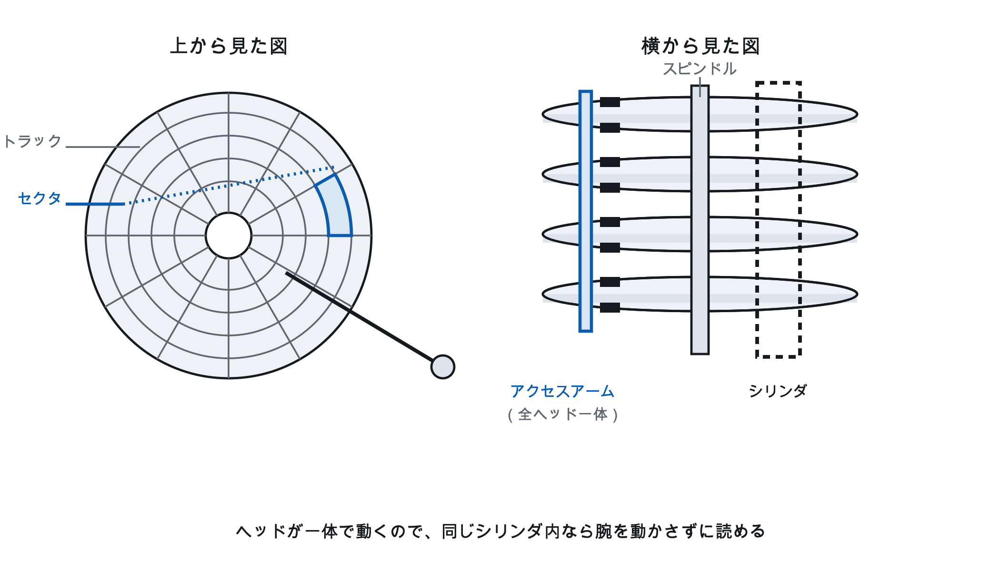 上から見た図
横から見た図
スピンドル
トラック
セクタ
アクセスアーム
シリンダ
( 全ヘッド一体 )
ヘッドが一体で動くので、同じシリンダ内なら腕を動かさずに読める